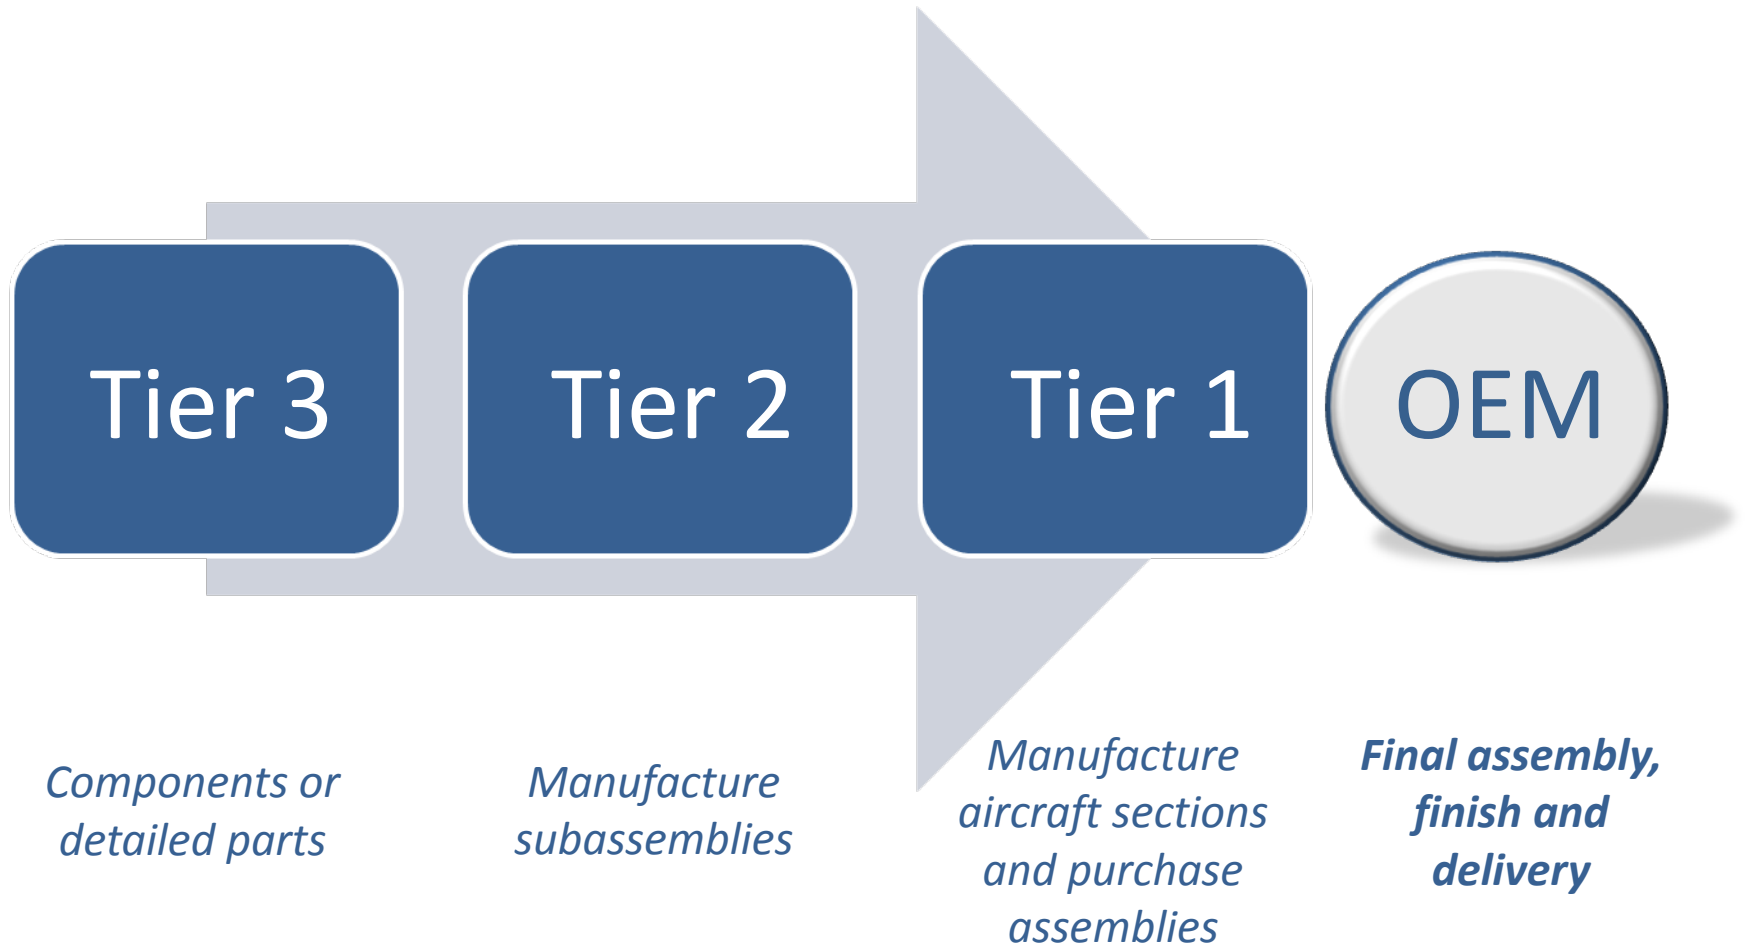 Tier 3
Tier 2
Tier 1
OEM
Components or
detailed parts
Manufacture
subassemblies
Manufacture
aircraft sections
and purchase
assemblies
Final assembly,
finish and
delivery